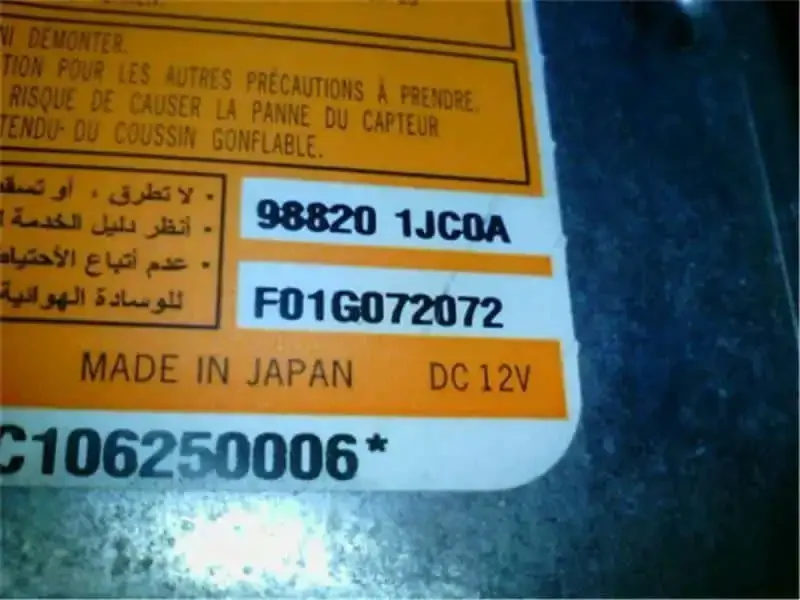 NI DEMONTER.
TION POUR LES AUTRES PRÉCAUTIONS À PRENDRE.
RISQUE DE CAUSER LA PANNE DU CAPTEUR
TENDU DU COUSSIN GONFLABLE.
· لا تطرق ، أو تسقط
· أنظر دليل الخدمة
· عدم أتباع الأحتياط
للوسادة الهوائية
98820 1JC0A
F01G072072
MADE IN JAPAN DC 12V
C106250006*